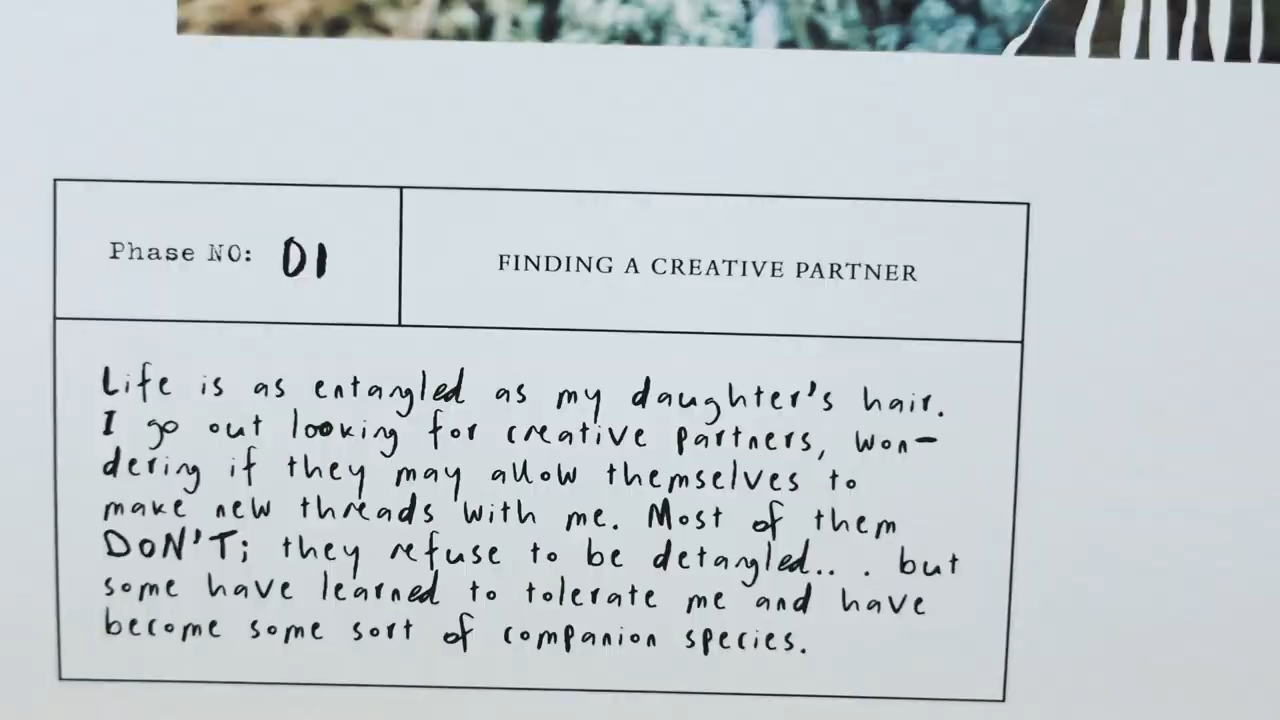 Phase NO: 01
FINDING A CREATIVE PARTNER
Life is as entangled as my daughter's hair.
I go out looking for creative partners, won-
dering if they may allow themselves to
make new threads with me. Most of them
DON'T; they refuse to be detangled... but
some have learned to tolerate me and have
become some sort of companion species.